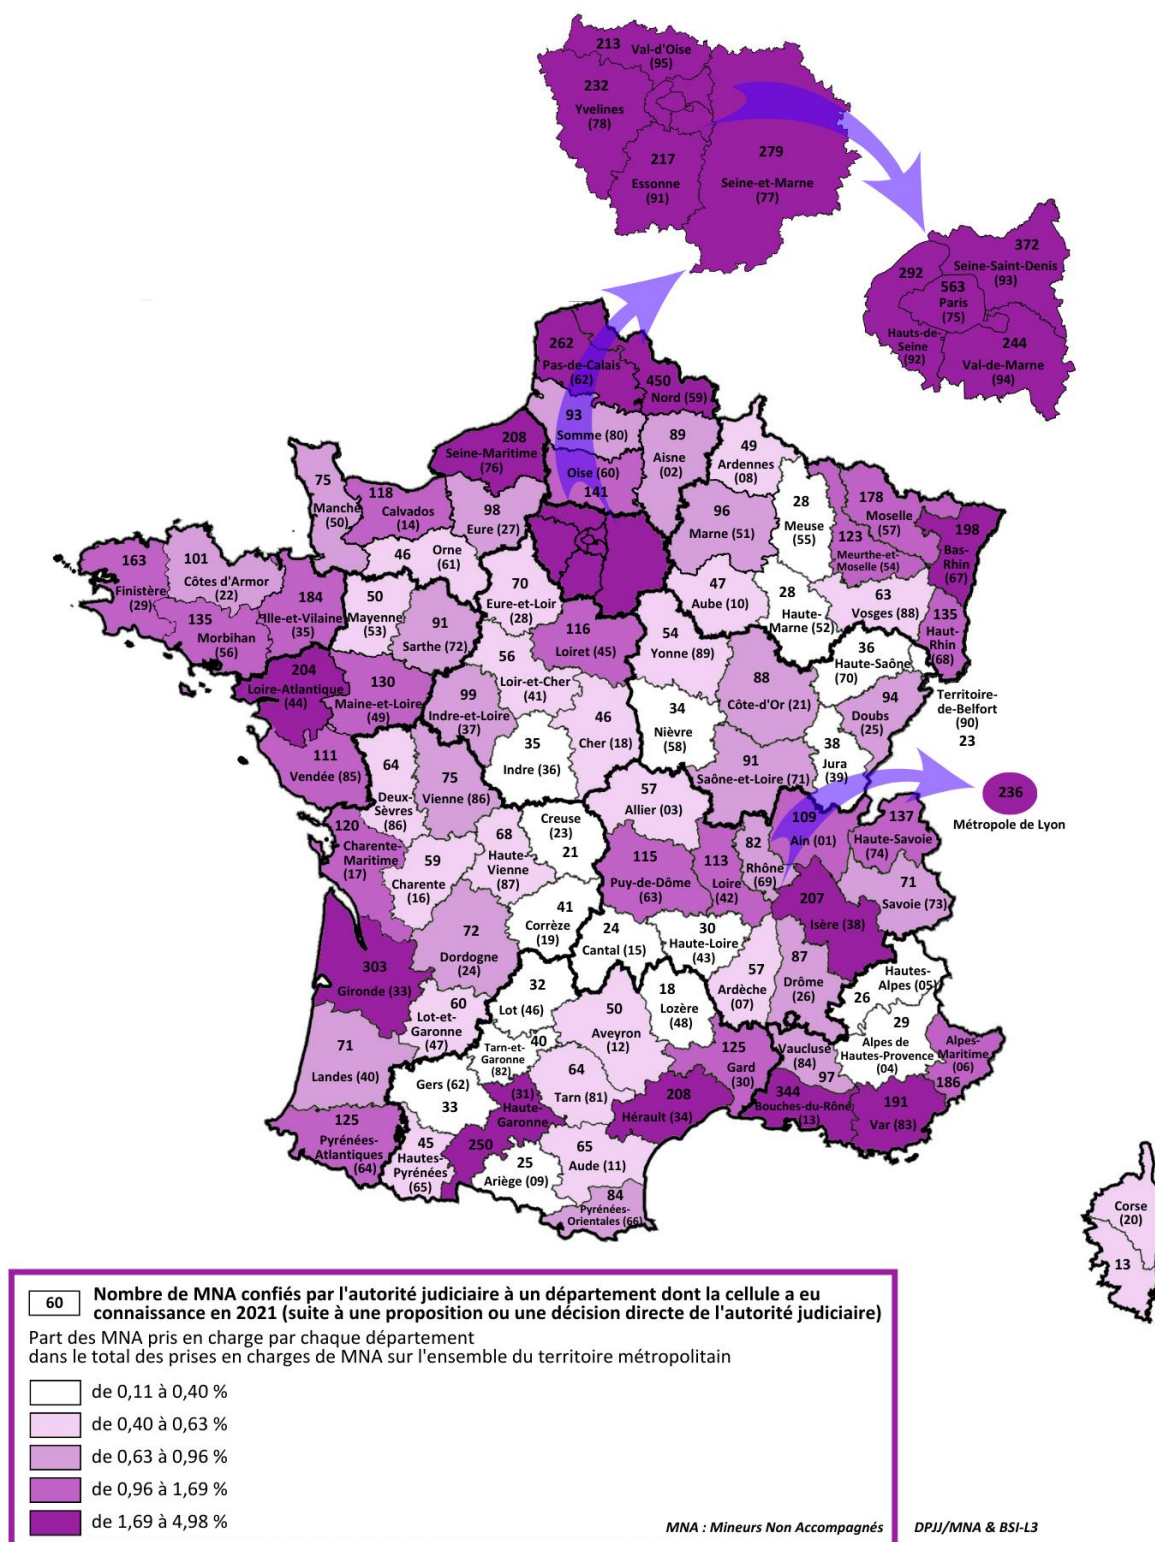 213 Val-d'Oise
(95)
232
Yvelines
(78)
217
Essonne
(91)
279
Seine-et-Marne
(77)
372
Seine-Saint-Denis
(93)
292
Hauts-de-
Seine
(92)
563
Paris
(75)
244
Val-de-Marne
(94)
262
Pas-de-Calais
(62)
450
Nord (59)
93
Somme (80)
89
Aisne
(02)
49
Ardennes
(08)
208
Seine-Maritime
(76)
Oise (60)
141
75
Manche
(50)
118
Calvados
(14)
98
Eure (27)
96
Marne (51)
28
Meuse
(55)
178
Moselle
(57)
123
Meurthe-et-
Moselle (54)
198
Bas-
Rhin
(67)
46
Orne
(61)
163
Finistère
(29)
101
Côtes d'Armor
(22)
135
Morbihan
(56)
184
Ille-et-Vilaine
(35)
50
Mayenne
(53)
91
Sarthe (72)
70
Eure-et-Loir
(28)
47
Aube (10)
28
Haute-
Marne (52)
63
Vosges (88)
135
Haut-
Rhin
(68)
116
Loiret (45)
54
Yonne (89)
36
Haute-Saône
(70)
204
Loire-Atlantique
(44)
130
Maine-et-Loire
(49)
99
Indre-et-Loire
(37)
56
Loir-et-Cher
(41)
46
Cher (18)
34
Nièvre
(58)
88
Côte-d'Or (21)
94
Doubs
(25)
Territoire-
de-Belfort
(90)
23
111
Vendée (85)
64
Deux-
Sèvres
(86)
75
Vienne (86)
35
Indre (36)
91
Saône-et-Loire (71)
38
Jura
(39)
57
Allier (03)
236
Métropole de Lyon
120
Charente-
Maritime
(17)
59
Charente
(16)
68
Haute-
Vienne
(87)
Creuse
(23)
21
115
Puy-de-Dôme
(63)
113
Loire
(42)
82
Rhône
(69)
109
Ain (01)
137
Haute-Savoie
(74)
71
Savoie (73)
207
Isère (38)
41
Corrèze
(19)
24
Cantal (15)
30
Haute-Loire
(43)
72
Dordogne
(24)
303
Gironde (33)
60
Lot-et-
Garonne
(47)
32
Lot (46)
50
Aveyron
(12)
18
Lozère
(48)
57
Ardèche
(07)
87
Drôme
(26)
Hautes-
Alpes (05)
26
29
Alpes de
Hautes-Provence
(04)
Alpes-
Maritime
(06)
186
71
Landes (40)
40
Tarn-et-
Garonne
(82)
125
Gard
(30)
Vaucluse
(84)
97
344
Bouches-du-Rône
(13)
191
Var (83)
Gers (62)
33
(31)
Haute-
Garonne
250
64
Tarn (81)
208
Hérault (34)
125
Pyrénées-
Atlantiques
(64)
45
Hautes-
Pyrénées
(65)
25
Ariège (09)
65
Aude (11)
84
Pyrénées-
Orientales (66)
Corse
(20)
13
60
Nombre de MNA confiés par l'autorité judiciaire à un département dont la cellule a eu
connaissance en 2021 (suite à une proposition ou une décision directe de l'autorité judiciaire)
Part des MNA pris en charge par chaque département
dans le total des prises en charges de MNA sur l'ensemble du territoire métropolitain
de 0,11 à 0,40 %
de 0,40 à 0,63 %
de 0,63 à 0,96 %
de 0,96 à 1,69 %
de 1,69 à 4,98 %
MNA : Mineurs Non Accompagnés
DPJJ/MNA & BSI-L3